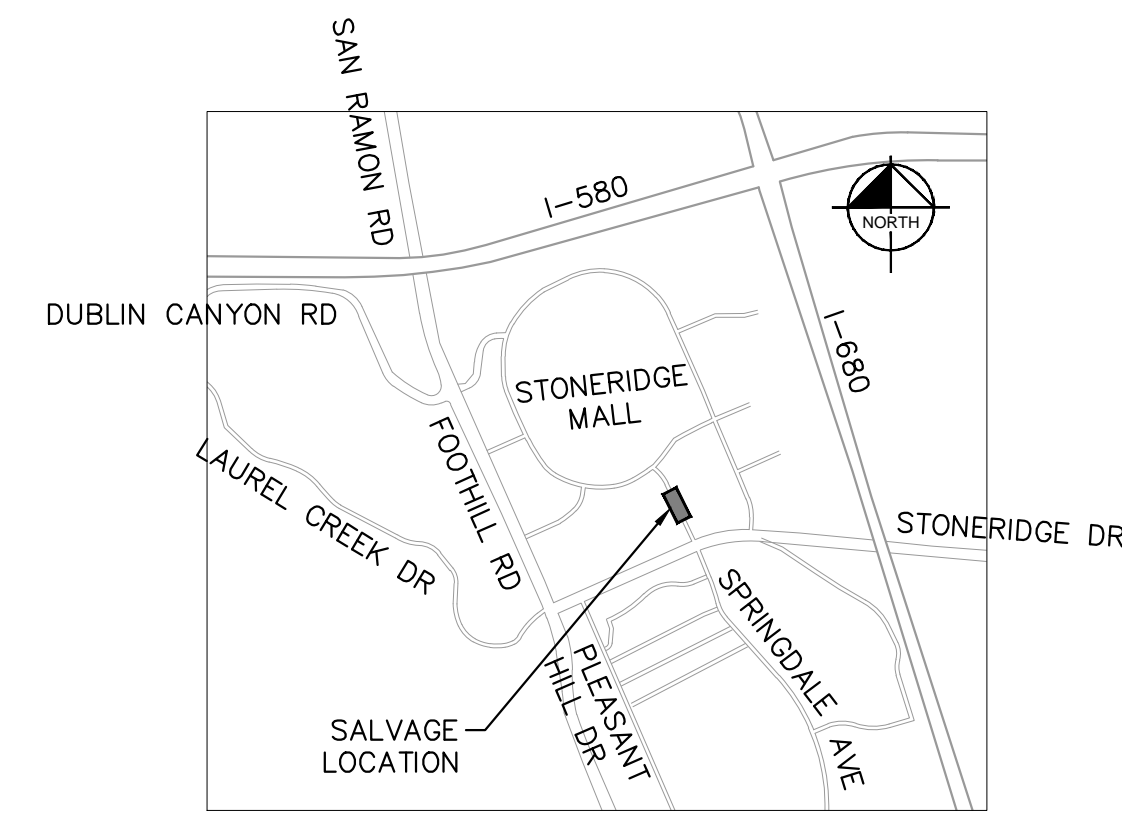 SAN RAMON RD
I-580
NORTH
DUBLIN CANYON RD
I-680
STONERIDGE
MALL
FOOTHILL RD
LAUREL CREEK DR
STONERIDGE DR
SPRINGDALE AVE
PLEASANT
HILL DR
SALVAGE
LOCATION